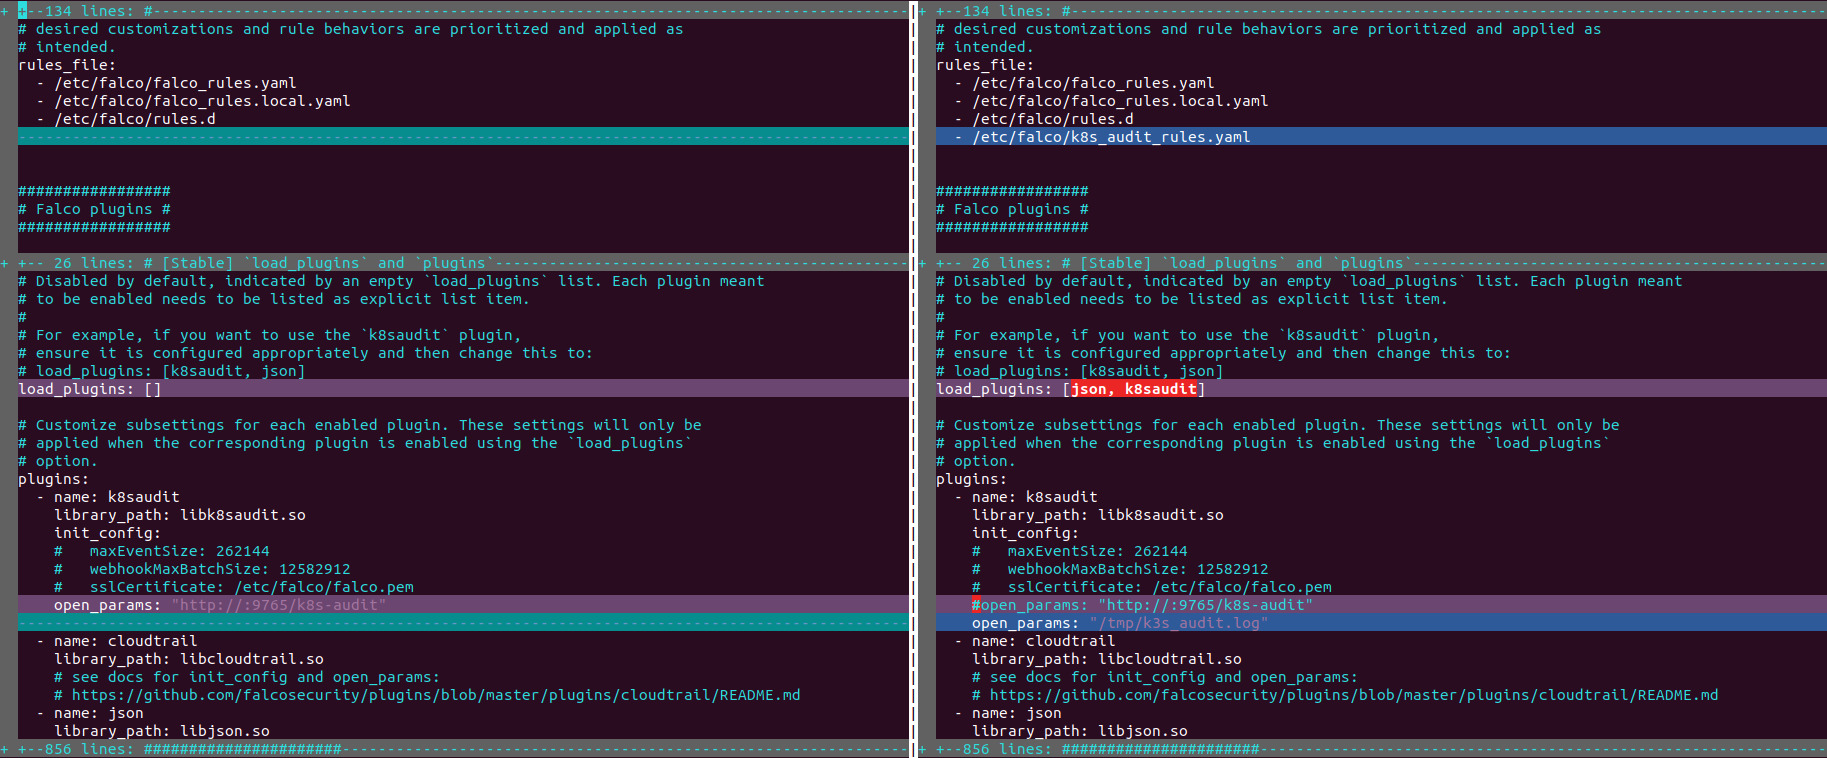 + +--134 lines: #------------------------------------------------------------------------------------
# desired customizations and rule behaviors are prioritized and applied as
# intended.
rules_file:
  - /etc/falco/falco_rules.yaml
  - /etc/falco/falco_rules.local.yaml
  - /etc/falco/rules.d
---------------------------------------------------------------------------------------------------
#################
# Falco plugins #
#################
+ +-- 26 lines: # [Stable] `load_plugins` and `plugins`----------------------------------------------
# Disabled by default, indicated by an empty `load_plugins` list. Each plugin meant
# to be enabled needs to be listed as explicit list item.
#
# For example, if you want to use the `k8saudit` plugin,
# ensure it is configured appropriately and then change this to:
# load_plugins: [k8saudit, json]
load_plugins: []
# Customize subsettings for each enabled plugin. These settings will only be
# applied when the corresponding plugin is enabled using the `load_plugins`
# option.
plugins:
  - name: k8saudit
    library_path: libk8saudit.so
    init_config:
    #   maxEventSize: 262144
    #   webhookMaxBatchSize: 12582912
    #   sslCertificate: /etc/falco/falco.pem
    open_params: "http://:9765/k8s-audit"
---------------------------------------------------------------------------------------------------
  - name: cloudtrail
    library_path: libcloudtrail.so
    # see docs for init_config and open_params:
    # https://github.com/falcosecurity/plugins/blob/master/plugins/cloudtrail/README.md
  - name: json
    library_path: libjson.so
+ +--856 lines: ######################---------------------------------------------------------------
+ +--134 lines: #------------------------------------------------------------------------------------
# desired customizations and rule behaviors are prioritized and applied as
# intended.
rules_file:
  - /etc/falco/falco_rules.yaml
  - /etc/falco/falco_rules.local.yaml
  - /etc/falco/rules.d
  - /etc/falco/k8s_audit_rules.yaml
#################
# Falco plugins #
#################
+ +-- 26 lines: # [Stable] `load_plugins` and `plugins`----------------------------------------------
# Disabled by default, indicated by an empty `load_plugins` list. Each plugin meant
# to be enabled needs to be listed as explicit list item.
#
# For example, if you want to use the `k8saudit` plugin,
# ensure it is configured appropriately and then change this to:
# load_plugins: [k8saudit, json]
load_plugins: [json, k8saudit]
# Customize subsettings for each enabled plugin. These settings will only be
# applied when the corresponding plugin is enabled using the `load_plugins`
# option.
plugins:
  - name: k8saudit
    library_path: libk8saudit.so
    init_config:
    #   maxEventSize: 262144
    #   webhookMaxBatchSize: 12582912
    #   sslCertificate: /etc/falco/falco.pem
    #open_params: "http://:9765/k8s-audit"
    open_params: "/tmp/k3s_audit.log"
  - name: cloudtrail
    library_path: libcloudtrail.so
    # see docs for init_config and open_params:
    # https://github.com/falcosecurity/plugins/blob/master/plugins/cloudtrail/README.md
  - name: json
    library_path: libjson.so
+ +--856 lines: ######################---------------------------------------------------------------